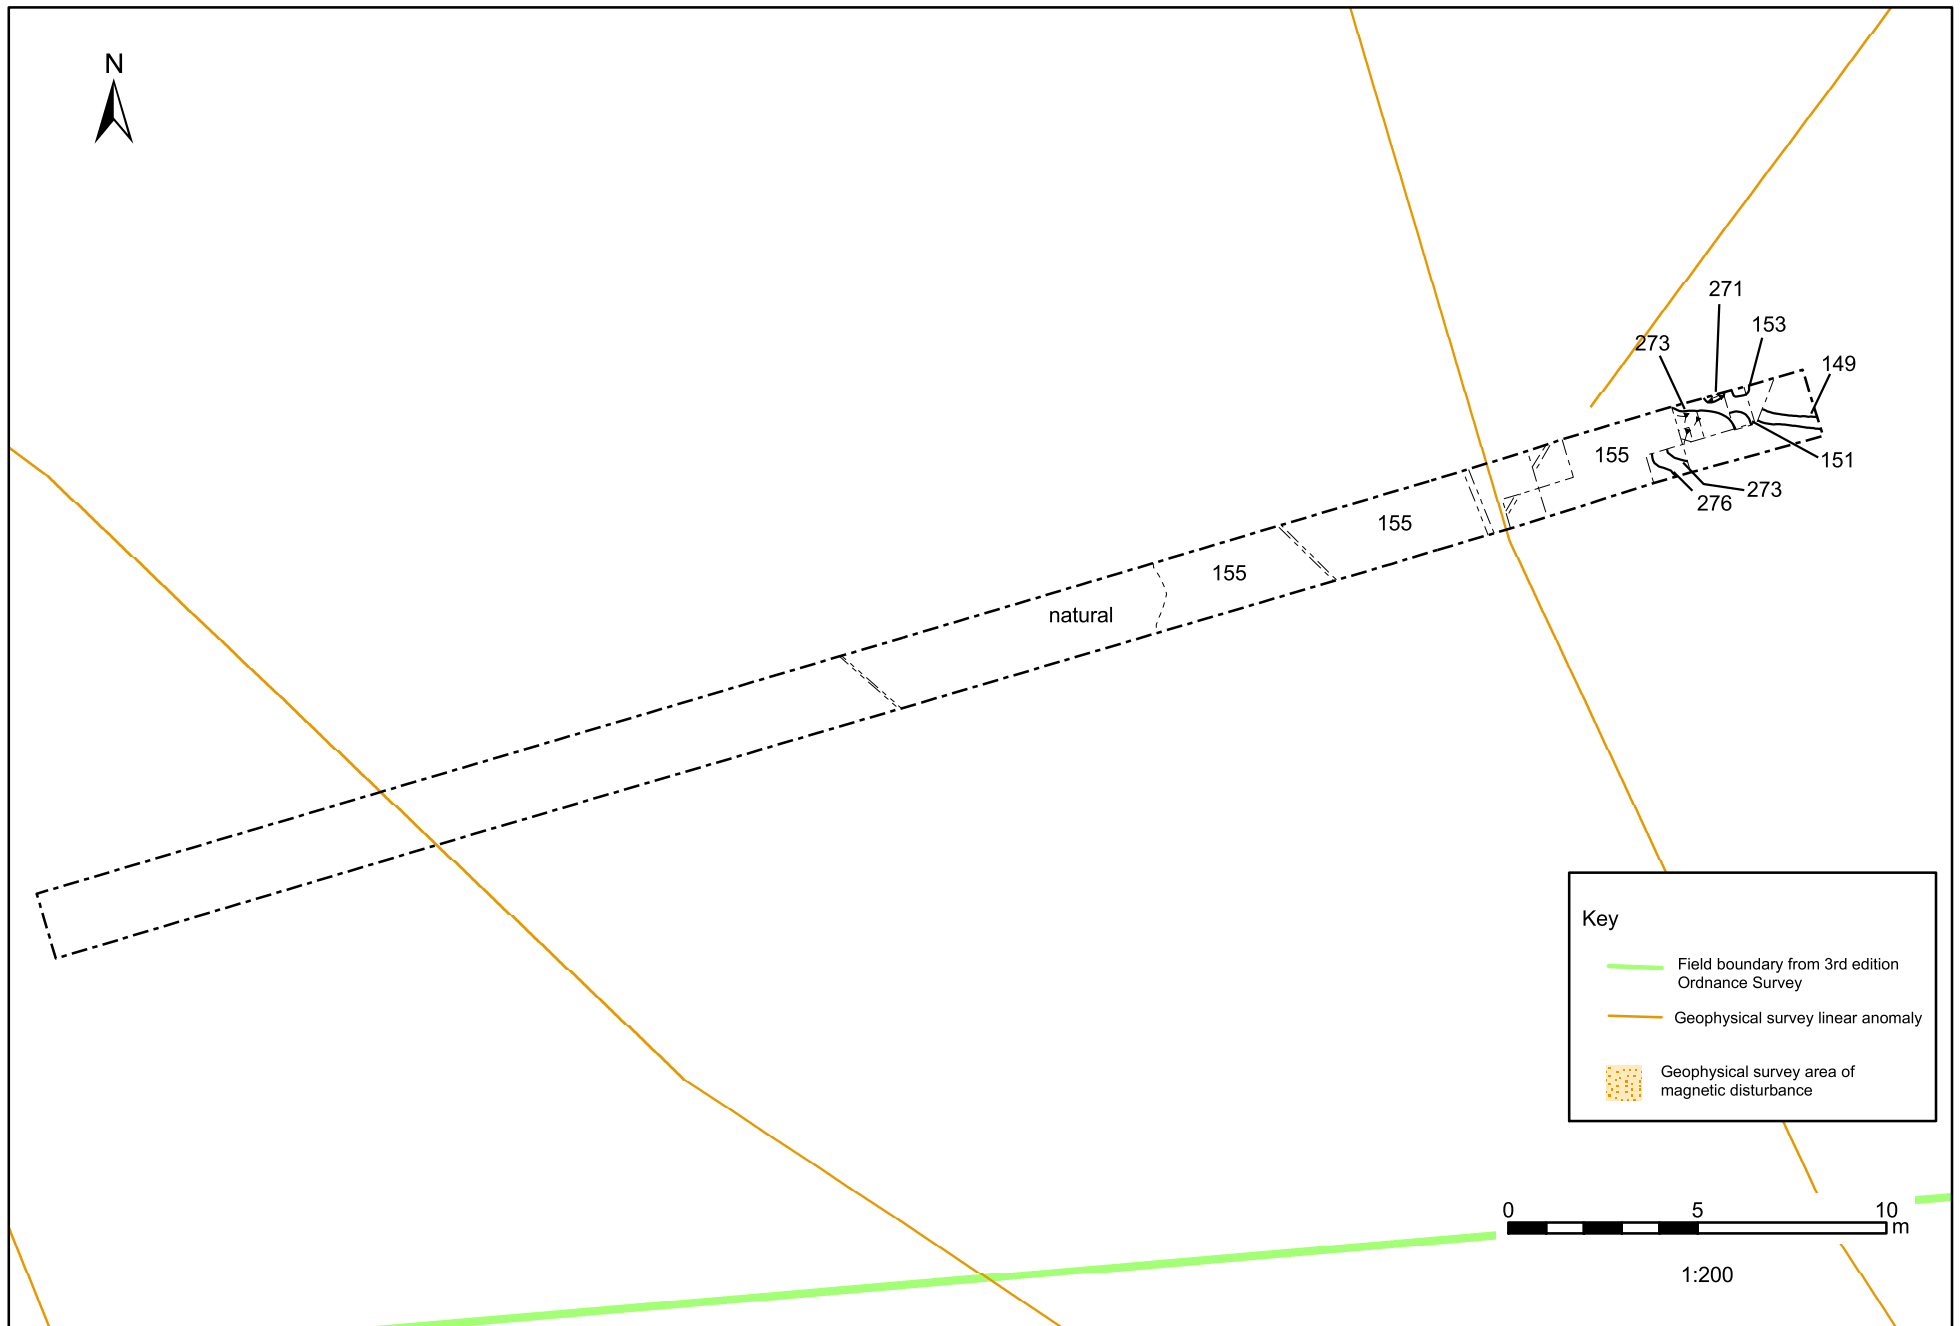 N
271
153
273
149
155
151
273
276
155
155
natural
Key
Field boundary from 3rd edition
Ordnance Survey
Geophysical survey linear anomaly
Geophysical survey area of
magnetic disturbance
0 5 10
m
1:200